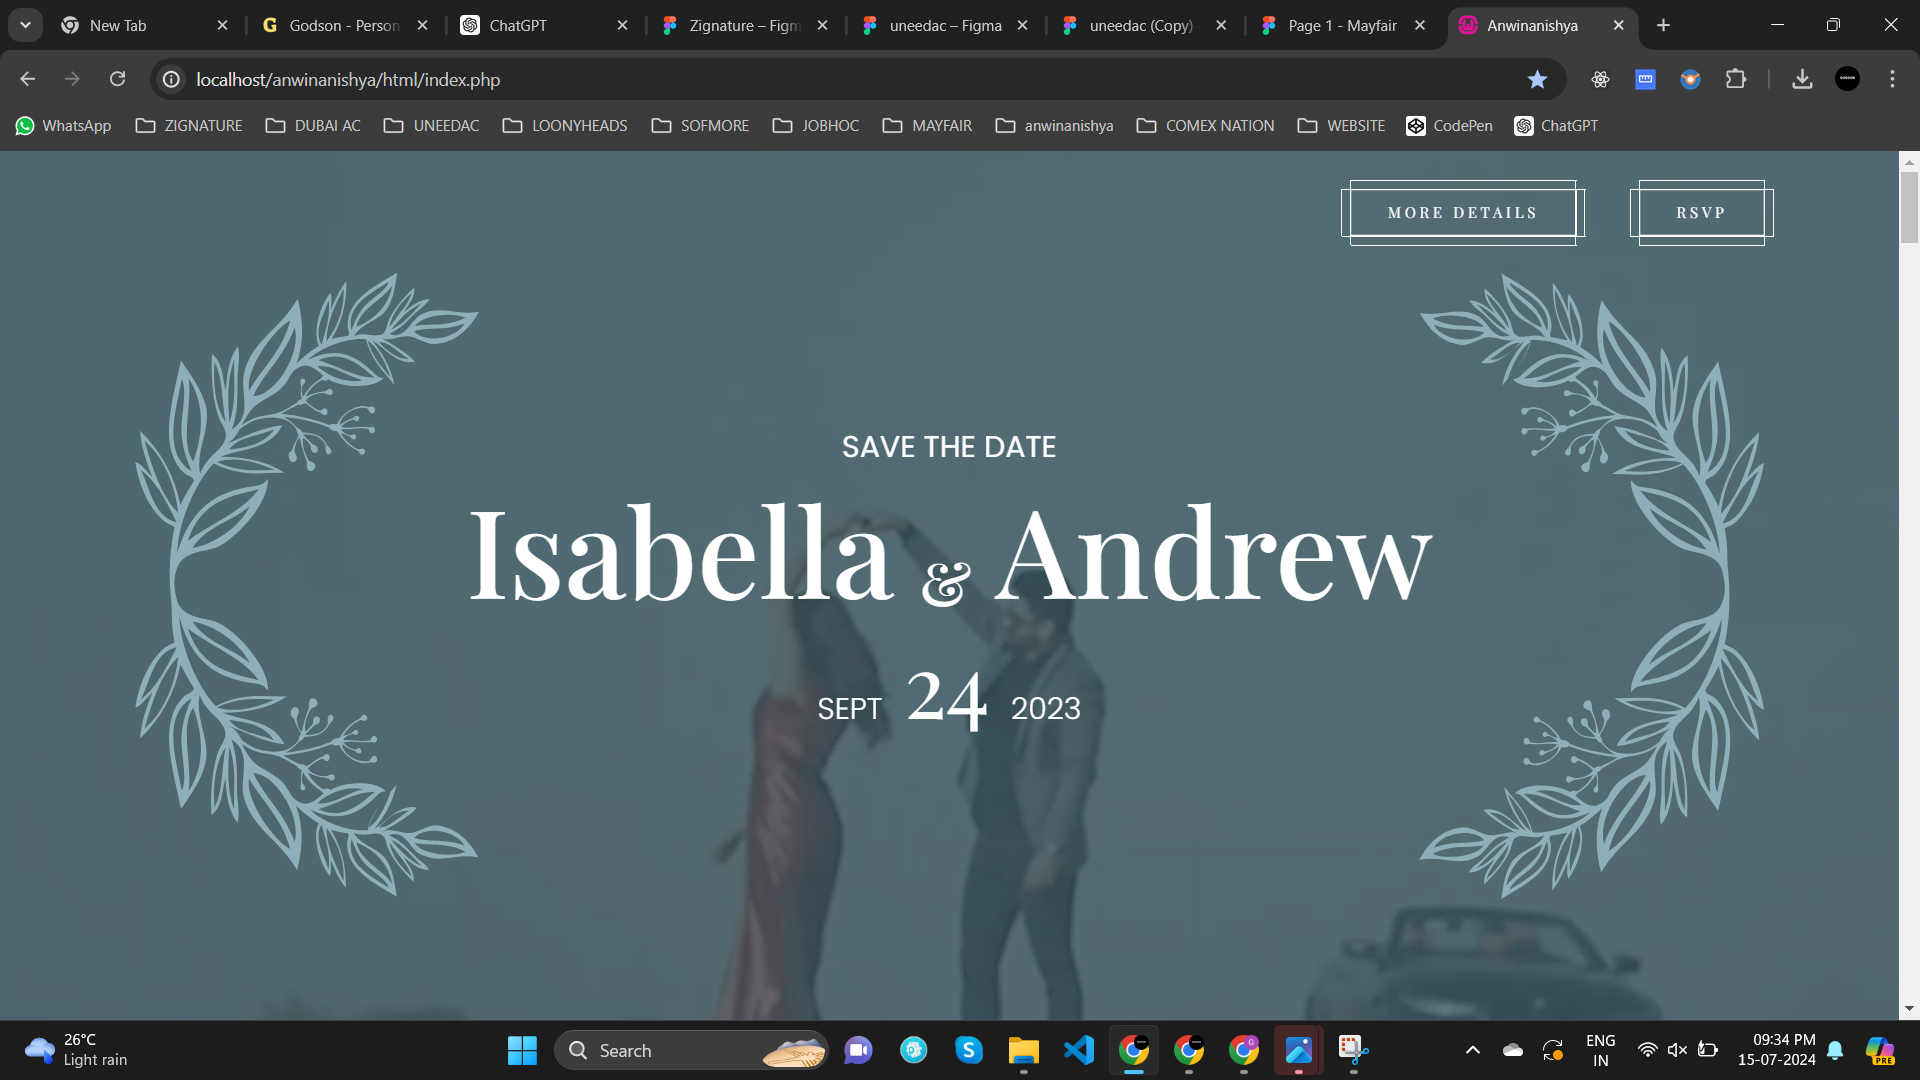 New Tab
Godson - Person
ChatGPT
Zignature – Figm
uneedac – Figma
uneedac (Copy)
Page 1 - Mayfair
Anwinanishya
localhost/anwinanishya/html/index.php
WhatsApp
ZIGNATURE
DUBAI AC
UNEEDAC
LOONYHEADS
SOFMORE
JOBHOC
MAYFAIR
anwinanishya
COMEX NATION
WEBSITE
CodePen
ChatGPT
MORE DETAILS
RSVP
SAVE THE DATE
Isabella & Andrew
SEPT 24 2023
26°C
Light rain
Search
ENG
IN
09:34 PM
15-07-2024
PRE